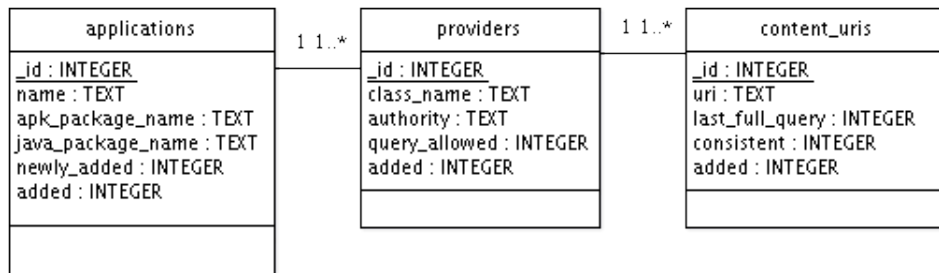 applications
_id : INTEGER
name : TEXT
apk_package_name : TEXT
java_package_name : TEXT
newly_added : INTEGER
added : INTEGER
1 1..*
providers
_id : INTEGER
class_name : TEXT
authority : TEXT
query_allowed : INTEGER
added : INTEGER
1 1..*
content_uris
_id : INTEGER
uri : TEXT
last_full_query : INTEGER
consistent : INTEGER
added : INTEGER